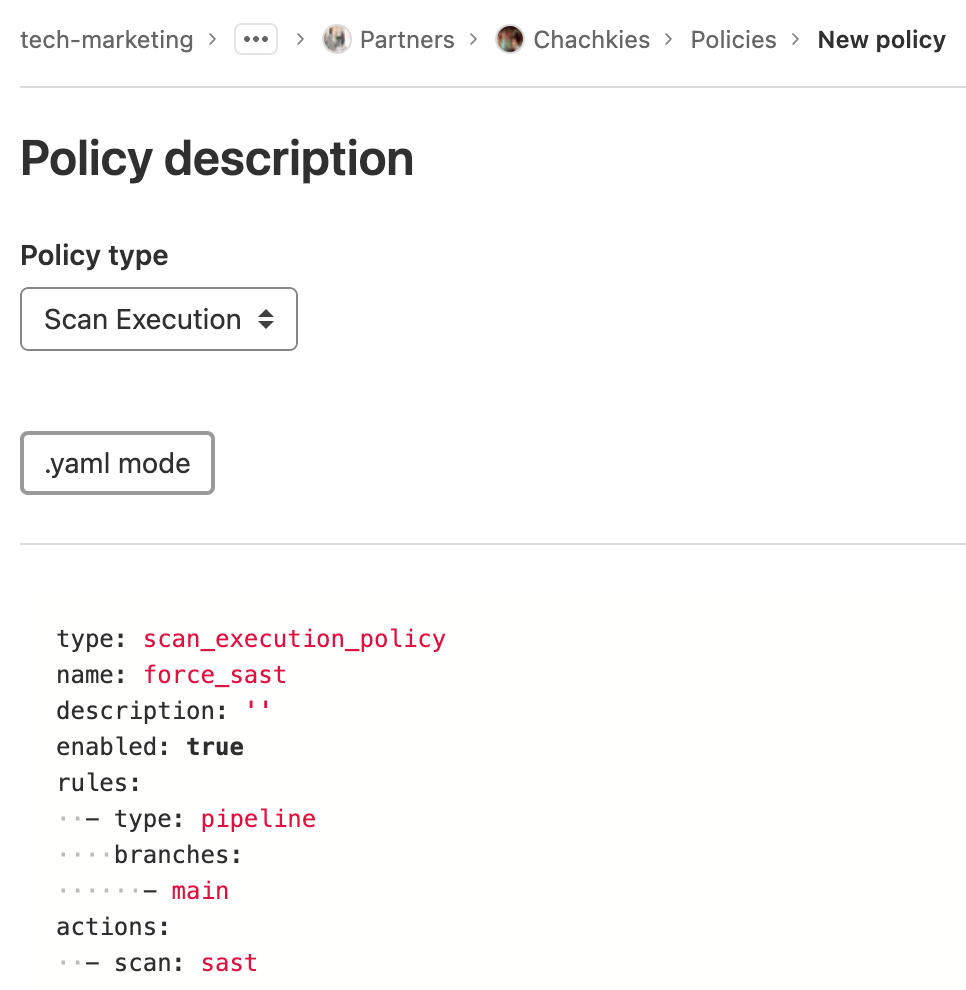 tech-marketing > ••• > Partners > Chachkies > Policies > New policy
Policy description
Policy type
Scan Execution
.yaml mode
type: scan_execution_policy
name: force_sast
description: ''
enabled: true
rules:
··- type: pipeline
····branches:
······- main
actions:
··- scan: sast